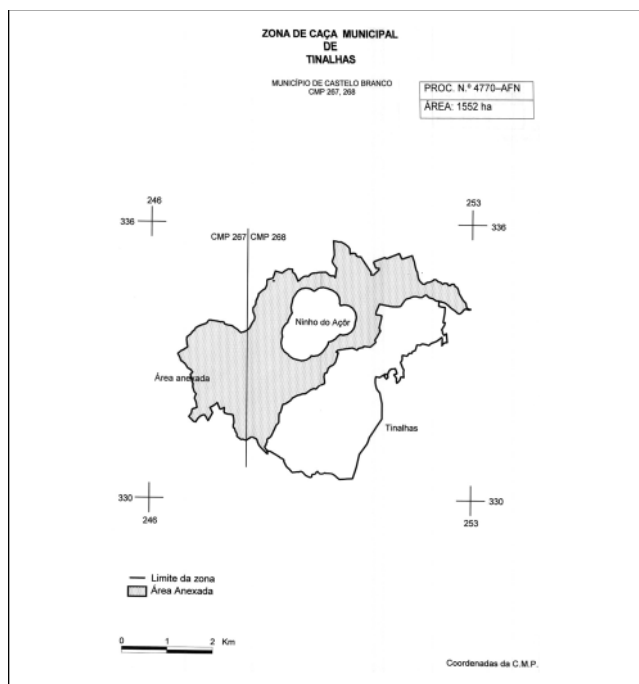 ZONA DE CAÇA MUNICIPAL
DE
TINALHAS
MUNICÍPIO DE CASTELO BRANCO
CMP 267, 268
PROC. N.º 4770–AFN
ÁREA: 1552 ha
246
336
253
336
CMP 267 CMP 268
Ninho do Açôr
Área anexada
Tinalhas
330
246
330
253
Limite da zona
Área Anexada
0 1 2 Km
Coordenadas da C.M.P.